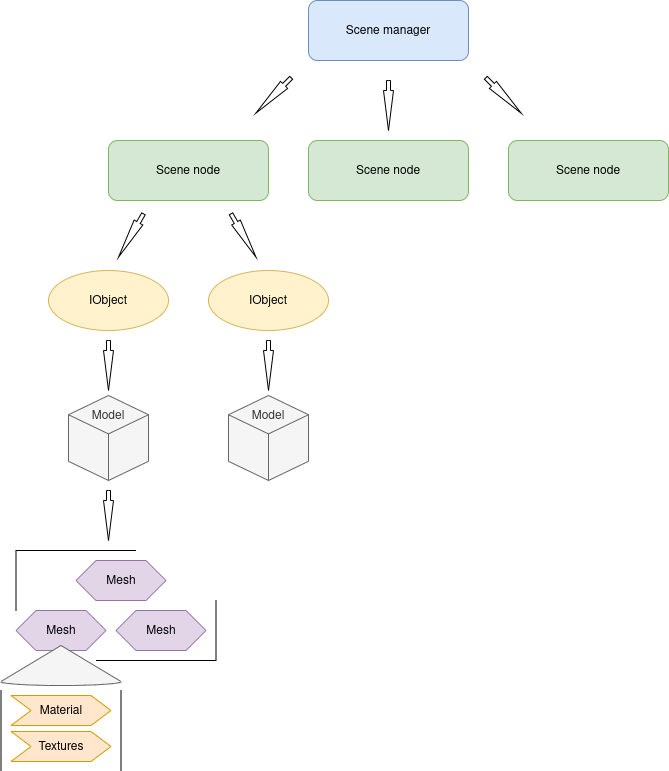 Scene manager
Scene node
Scene node
Scene node
IObject
IObject
Model
Model
Mesh
Mesh
Mesh
Material
Textures